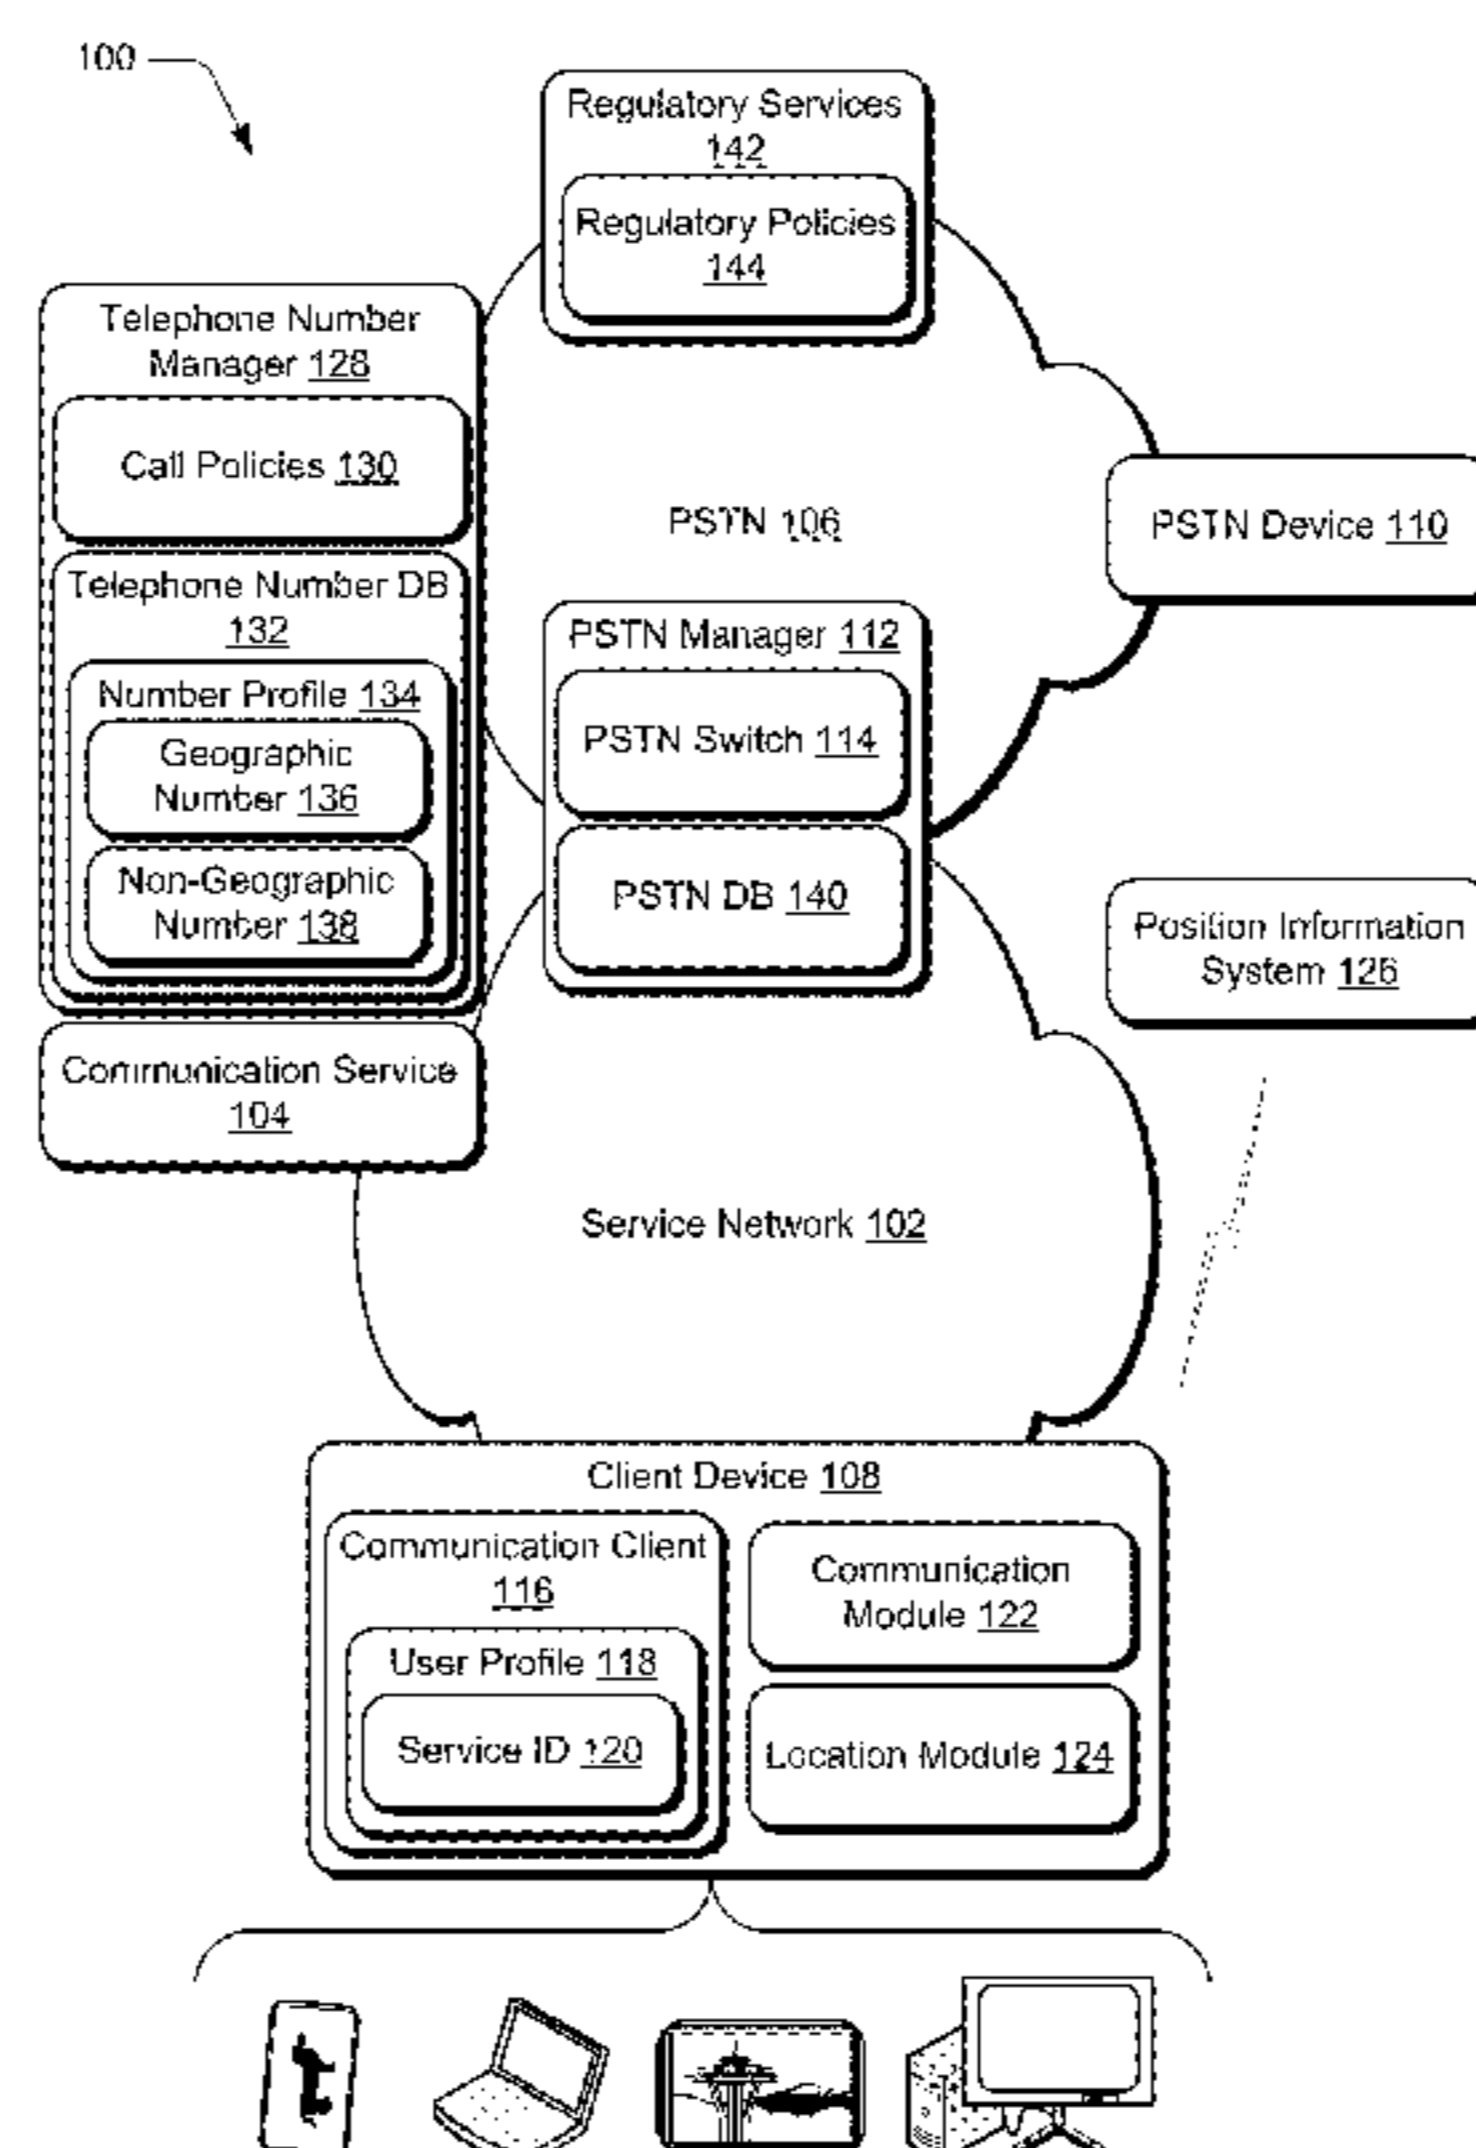 100
Regulatory Services
142
Regulatory Policies
144
Telephone Number
Manager 128
Call Policies 130
Telephone Number DB
132
Number Profile 134
Geographic
Number 136
Non-Geographic
Number 138
Communication Service
104
PSTN 106
PSTN Device 110
PSTN Manager 112
PSTN Switch 114
PSTN DB 140
Position Information
System 126
Service Network 102
Client Device 108
Communication Client
116
User Profile 118
Service ID 120
Communication
Module 122
Location Module 124